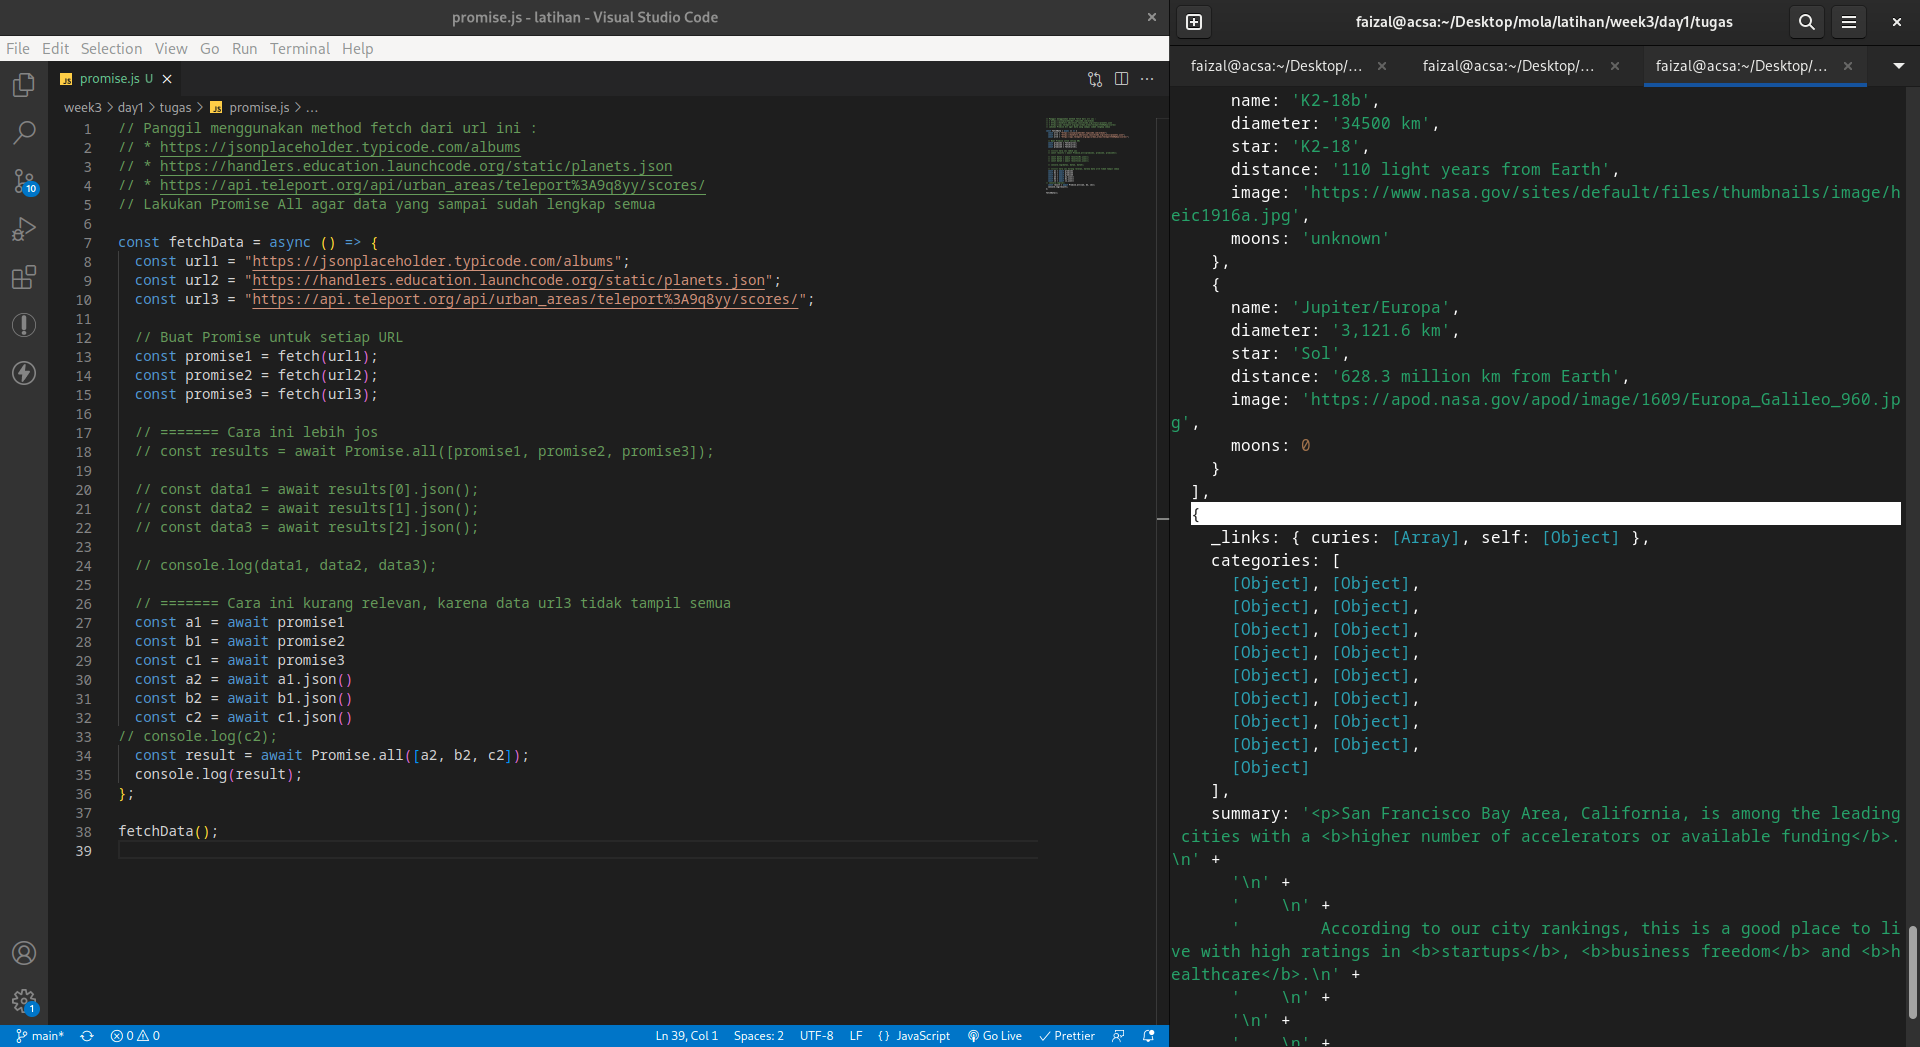 promise.js - latihan - Visual Studio Code
File Edit Selection View Go Run Terminal Help
JS promise.js U
week3 > day1 > tugas > JS promise.js > ...
1 // Panggil menggunakan method fetch dari url ini :
2 // * https://jsonplaceholder.typicode.com/albums
3 // * https://handlers.education.launchcode.org/static/planets.json
4 // * https://api.teleport.org/api/urban_areas/teleport%3A9q8yy/scores/
5 // Lakukan Promise All agar data yang sampai sudah lengkap semua
6
7 const fetchData = async () => {
8 const url1 = "https://jsonplaceholder.typicode.com/albums";
9 const url2 = "https://handlers.education.launchcode.org/static/planets.json";
10 const url3 = "https://api.teleport.org/api/urban_areas/teleport%3A9q8yy/scores/";
11
12 // Buat Promise untuk setiap URL
13 const promise1 = fetch(url1);
14 const promise2 = fetch(url2);
15 const promise3 = fetch(url3);
16
17 // ======= Cara ini lebih jos
18 // const results = await Promise.all([promise1, promise2, promise3]);
19
20 // const data1 = await results[0].json();
21 // const data2 = await results[1].json();
22 // const data3 = await results[2].json();
23
24 // console.log(data1, data2, data3);
25
26 // ======= Cara ini kurang relevan, karena data url3 tidak tampil semua
27 const a1 = await promise1
28 const b1 = await promise2
29 const c1 = await promise3
30 const a2 = await a1.json()
31 const b2 = await b1.json()
32 const c2 = await c1.json()
33 // console.log(c2);
34 const result = await Promise.all([a2, b2, c2]);
35 console.log(result);
36 };
37
38 fetchData();
39
10
1
main* 0 0 Ln 39, Col 1 Spaces: 2 UTF-8 LF {} JavaScript Go Live Prettier
faizal@acsa:~/Desktop/mola/latihan/week3/day1/tugas
faizal@acsa:~/Desktop/... faizal@acsa:~/Desktop/... faizal@acsa:~/Desktop/...
name: 'K2-18b',
diameter: '34500 km',
star: 'K2-18',
distance: '110 light years from Earth',
image: 'https://www.nasa.gov/sites/default/files/thumbnails/image/h
eic1916a.jpg',
moons: 'unknown'
},
{
name: 'Jupiter/Europa',
diameter: '3,121.6 km',
star: 'Sol',
distance: '628.3 million km from Earth',
image: 'https://apod.nasa.gov/apod/image/1609/Europa_Galileo_960.jp
g',
moons: 0
}
],
{
_links: { curies: [Array], self: [Object] },
categories: [
[Object], [Object],
[Object], [Object],
[Object], [Object],
[Object], [Object],
[Object], [Object],
[Object], [Object],
[Object], [Object],
[Object], [Object],
[Object]
],
summary: '<p>San Francisco Bay Area, California, is among the leading
cities with a <b>higher number of accelerators or available funding</b>.
\n' +
'\n' +
' \n' +
' According to our city rankings, this is a good place to li
ve with high ratings in <b>startups</b>, <b>business freedom</b> and <b>h
ealthcare</b>.\n' +
' \n' +
'\n' +
' \n' +